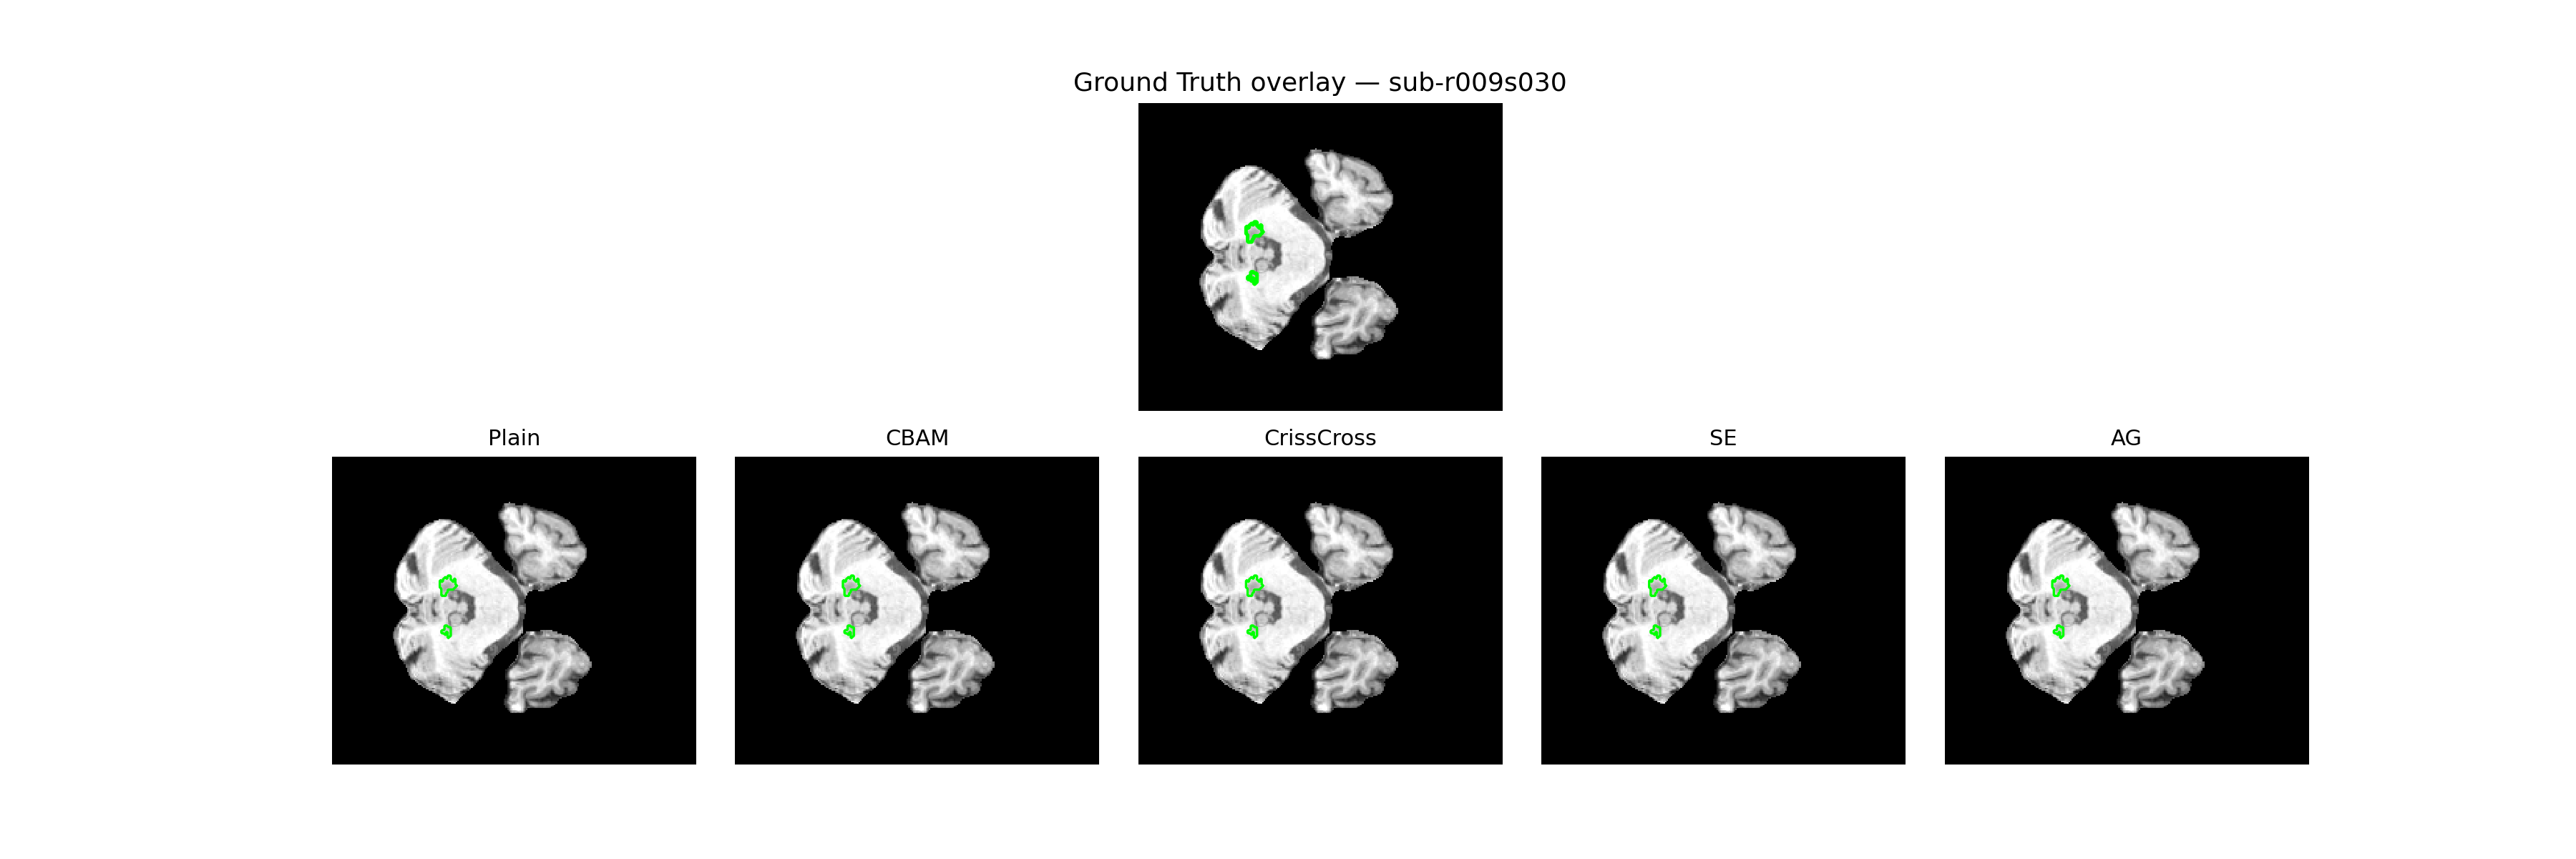 Ground Truth overlay — sub-r009s030
Plain
CBAM
CrissCross
SE
AG